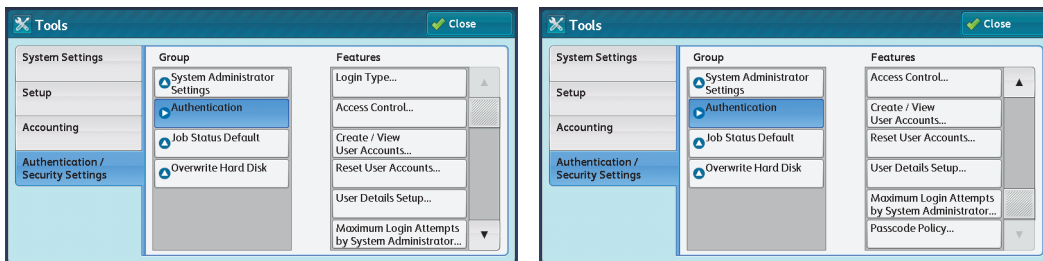 Tools
Close
System Settings
Setup
Accounting
Authentication /
Security Settings
Group
System Administrator
Settings
Authentication
Job Status Default
Overwrite Hard Disk
Features
Login Type...
Access Control...
Create / View
User Accounts...
Reset User Accounts...
User Details Setup...
Maximum Login Attempts
by System Administrator...
Tools
Close
System Settings
Setup
Accounting
Authentication /
Security Settings
Group
System Administrator
Settings
Authentication
Job Status Default
Overwrite Hard Disk
Features
Access Control...
Create / View
User Accounts...
Reset User Accounts...
User Details Setup...
Maximum Login Attempts
by System Administrator...
Passcode Policy...